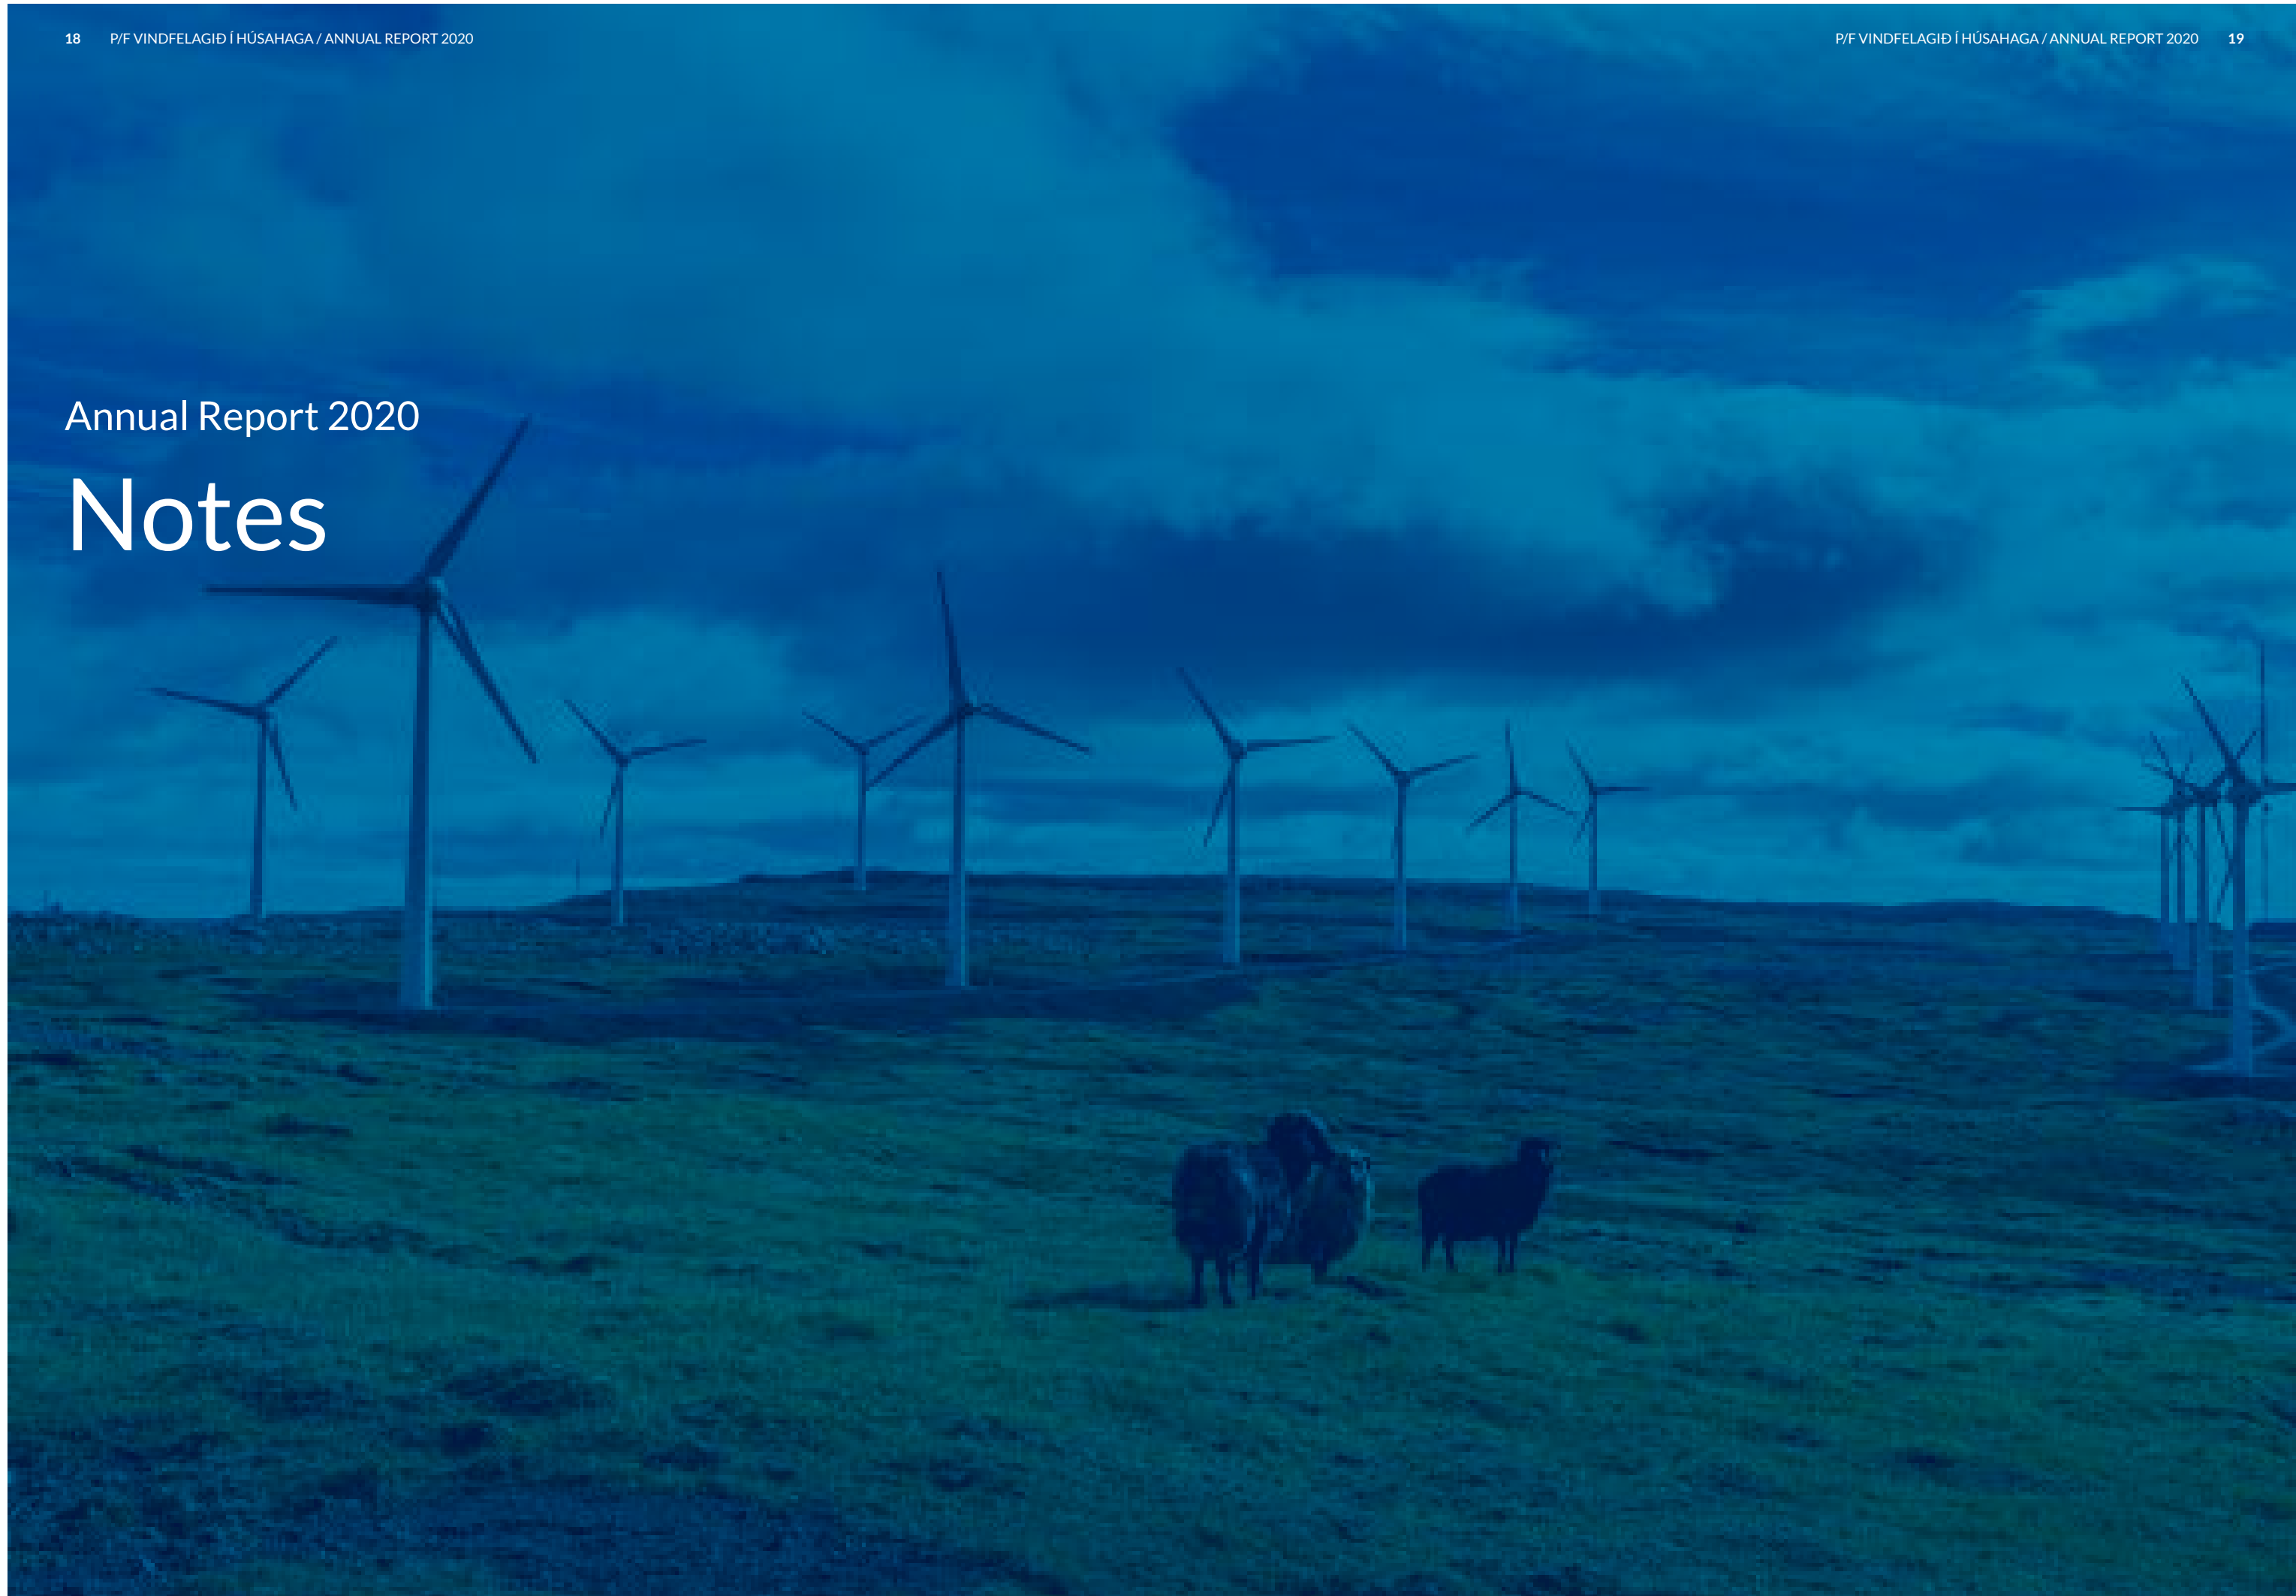 18 P/F VINDFELAGIÐ Í HÚSAHAGA / ANNUAL REPORT 2020
P/F VINDFELAGIÐ Í HÚSAHAGA / ANNUAL REPORT 2020 19
Annual Report 2020
Notes